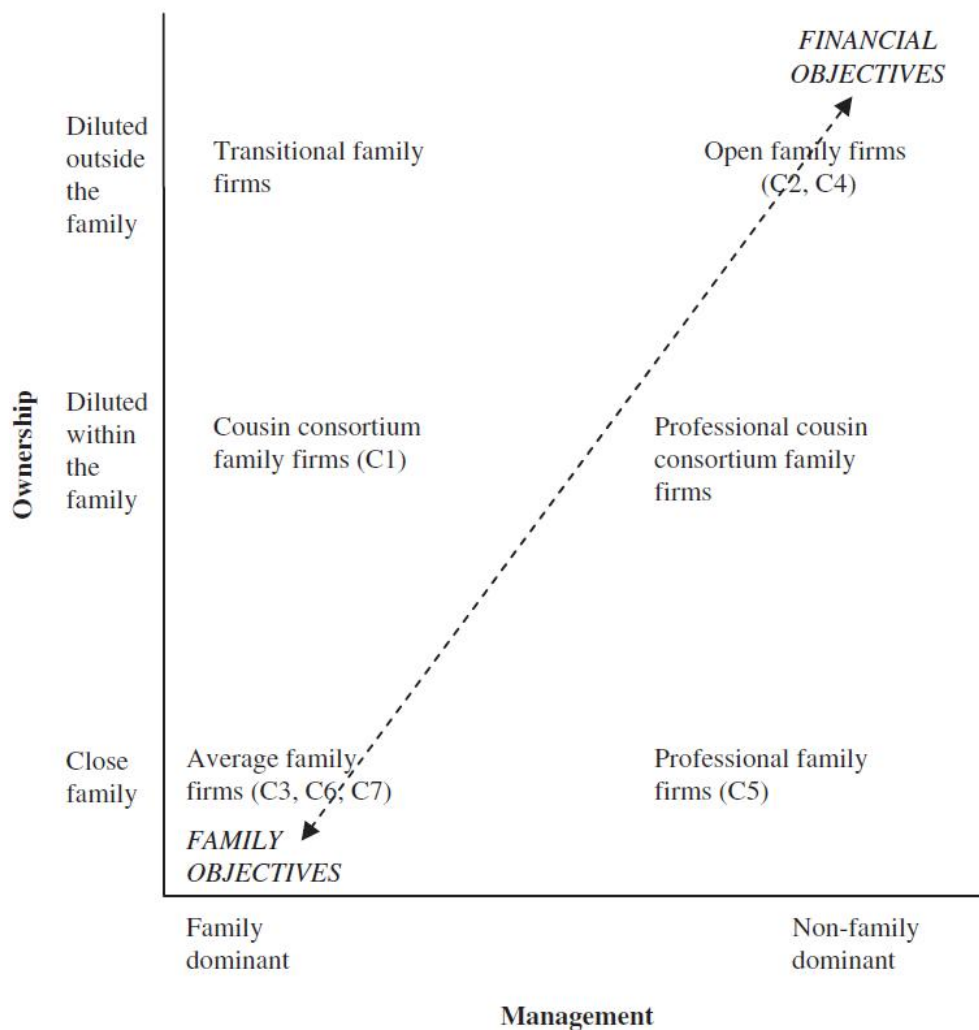 FINANCIAL
OBJECTIVES
Diluted
outside
the
family
Transitional family
firms
Open family firms
(C2, C4)
Ownership
Diluted
within
the
family
Cousin consortium
family firms (C1)
Professional cousin
consortium family
firms
Close
family
Average family
firms (C3, C6, C7)
Professional family
firms (C5)
FAMILY
OBJECTIVES
Family
dominant
Non-family
dominant
Management